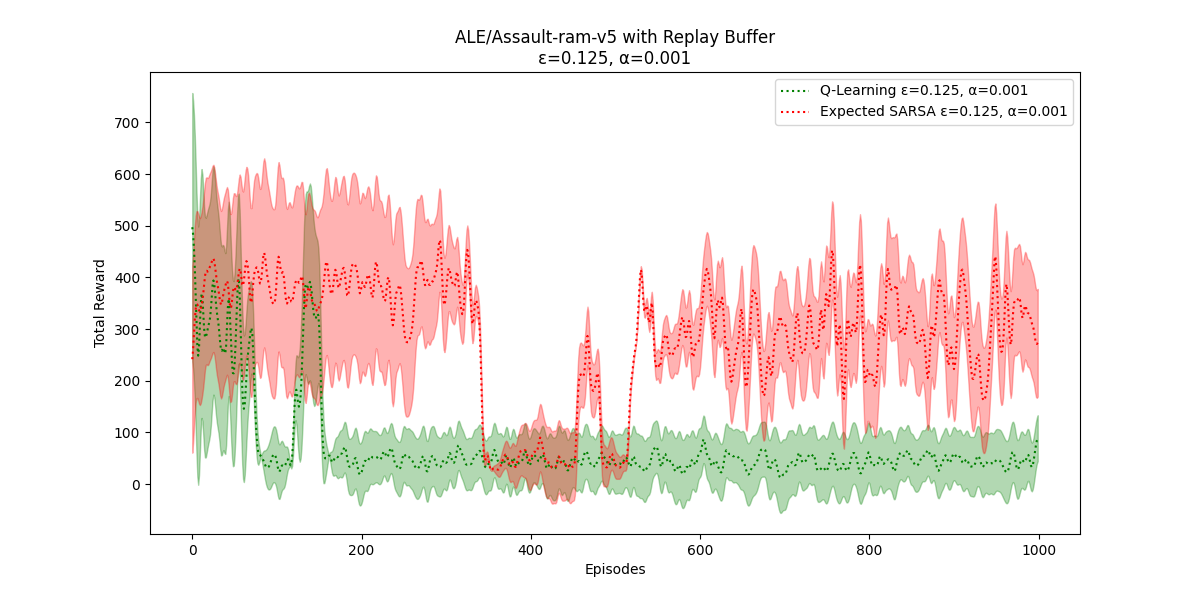 ALE/Assault-ram-v5 with Replay Buffer
ε=0.125, α=0.001
Q-Learning ε=0.125, α=0.001
Expected SARSA ε=0.125, α=0.001
Total Reward
700
600
500
400
300
200
100
0
0 200 400 600 800 1000
Episodes